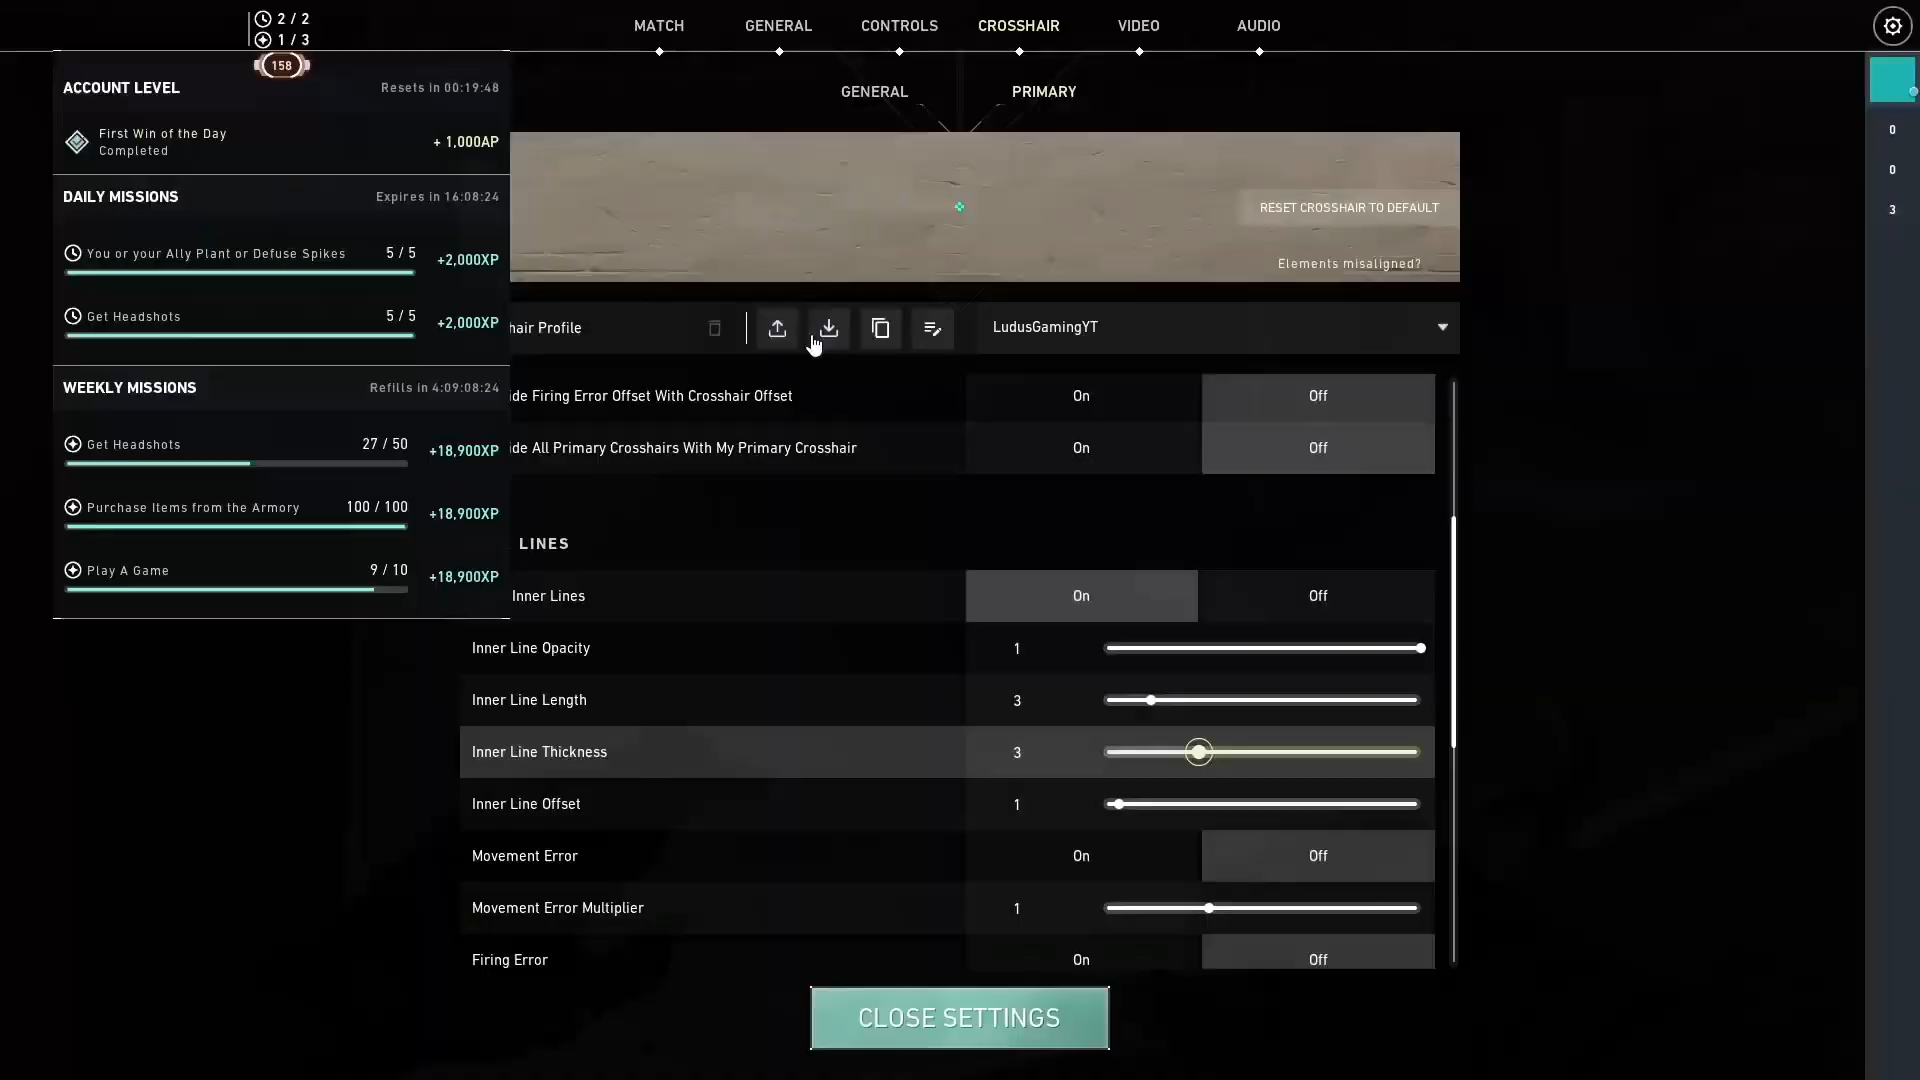 2 / 2
1 / 3
158
MATCH
GENERAL
CONTROLS
CROSSHAIR
VIDEO
AUDIO
GENERAL
PRIMARY
ACCOUNT LEVEL
Resets in 00:19:48
First Win of the Day
Completed
+ 1,000AP
DAILY MISSIONS
Expires in 16:08:24
You or your Ally Plant or Defuse Spikes
5 / 5
+2,000XP
Get Headshots
5 / 5
+2,000XP
WEEKLY MISSIONS
Refills in 4:09:08:24
Get Headshots
27 / 50
+18,900XP
Purchase Items from the Armory
100 / 100
+18,900XP
Play A Game
9 / 10
+18,900XP
RESET CROSSHAIR TO DEFAULT
Elements misaligned?
hair Profile
LudusGamingYT
ide Firing Error Offset With Crosshair Offset
On
Off
ide All Primary Crosshairs With My Primary Crosshair
On
Off
LINES
Inner Lines
On
Off
Inner Line Opacity
1
Inner Line Length
3
Inner Line Thickness
3
Inner Line Offset
1
Movement Error
On
Off
Movement Error Multiplier
1
Firing Error
On
Off
CLOSE SETTINGS
0
0
3